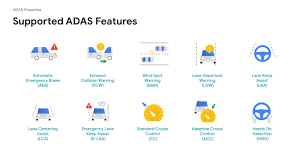 ADAS Properties
Supported ADAS Features
Automatic
Emergency Brake
(AEB)
Forward
Collision Warning
(FCW)
Blind Spot
Warning
(BSW)
Lane Departure
Warning
(LDW)
Lane Keep
Assist
(LKA)
Lane Centering
Assist
(LCA)
Emergency Lane
Keep Assist
(E-LKA)
Standard Cruise
Control
(CC)
Adaptive Cruise
Control
(ACC)
Hands On
Detection
(HOD)